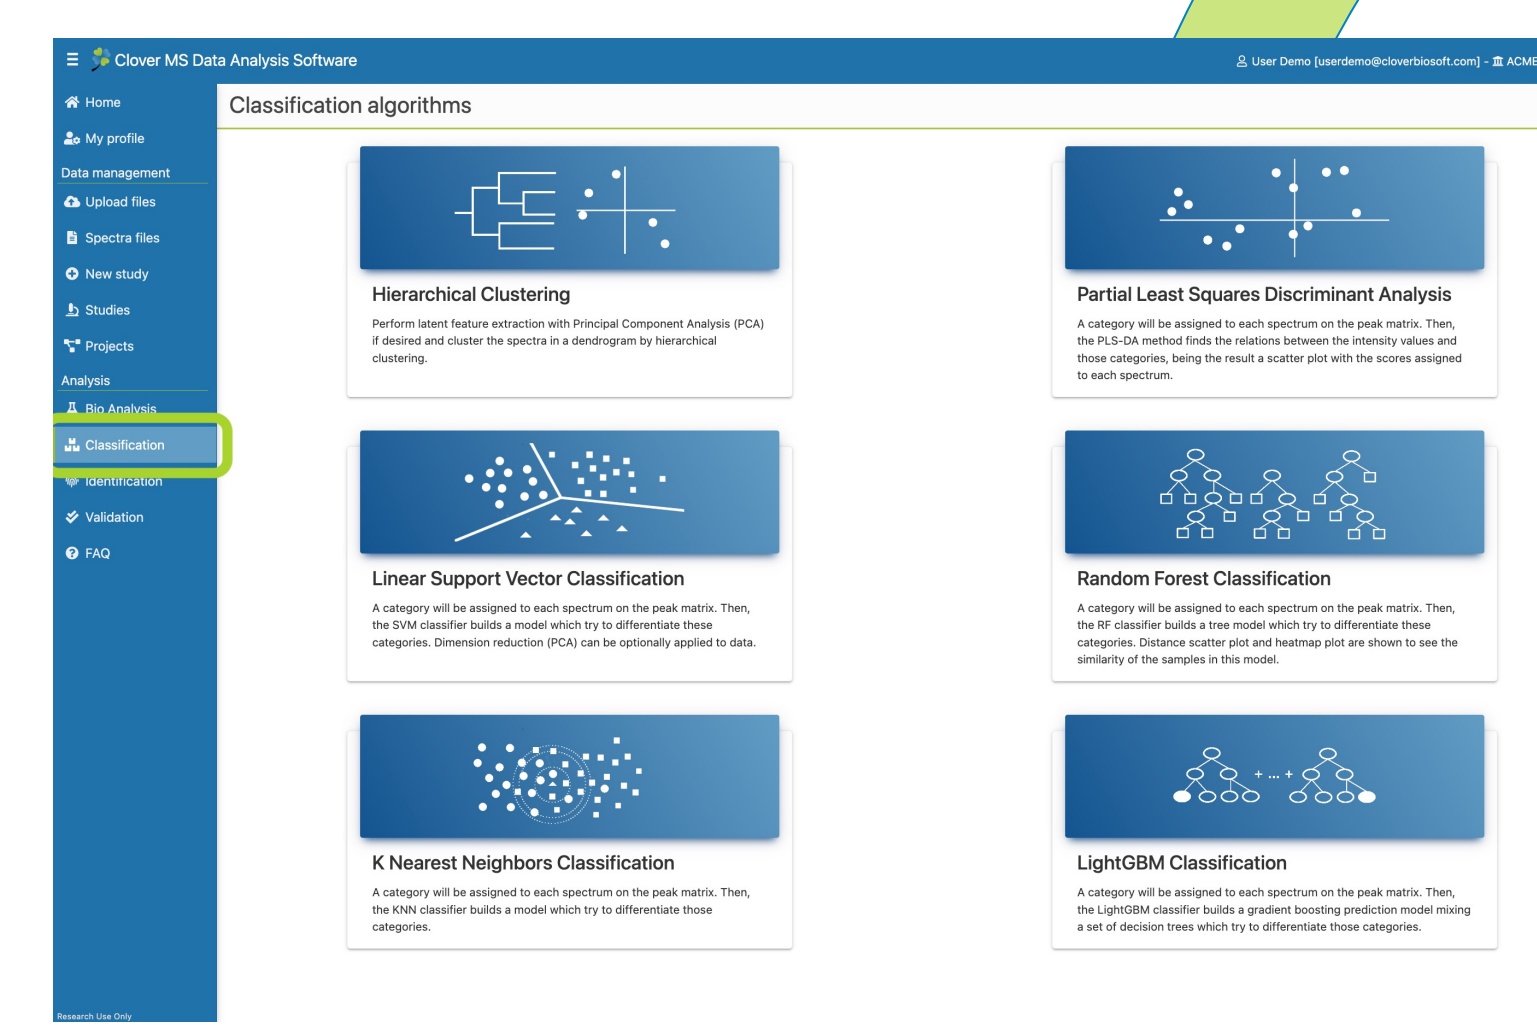 Clover MS Data Analysis Software
User Demo [userdemo@cloverbiosoft.com] - ACME
Home
My profile
Data management
Upload files
Spectra files
New study
Studies
Projects
Analysis
Bio Analysis
Classification
Identification
Validation
FAQ
Research Use Only
Classification algorithms
Hierarchical Clustering
Perform latent feature extraction with Principal Component Analysis (PCA)
if desired and cluster the spectra in a dendrogram by hierarchical
clustering.
Partial Least Squares Discriminant Analysis
A category will be assigned to each spectrum on the peak matrix. Then,
the PLS-DA method finds the relations between the intensity values and
those categories, being the result a scatter plot with the scores assigned
to each spectrum.
Linear Support Vector Classification
A category will be assigned to each spectrum on the peak matrix. Then,
the SVM classifier builds a model which try to differentiate these
categories. Dimension reduction (PCA) can be optionally applied to data.
Random Forest Classification
A category will be assigned to each spectrum on the peak matrix. Then,
the RF classifier builds a tree model which try to differentiate these
categories. Distance scatter plot and heatmap plot are shown to see the
similarity of the samples in this model.
K Nearest Neighbors Classification
A category will be assigned to each spectrum on the peak matrix. Then,
the KNN classifier builds a model which try to differentiate those
categories.
+ ... +
LightGBM Classification
A category will be assigned to each spectrum on the peak matrix. Then,
the LightGBM classifier builds a gradient boosting prediction model mixing
a set of decision trees which try to differentiate those categories.